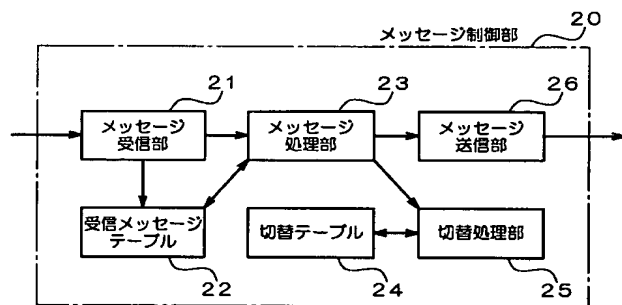 メッセージ制御部
20
21
23
26
メッセージ
受信部
メッセージ
処理部
メッセージ
送信部
受信メッセージ
テーブル
切替テーブル
切替処理部
22
24
25